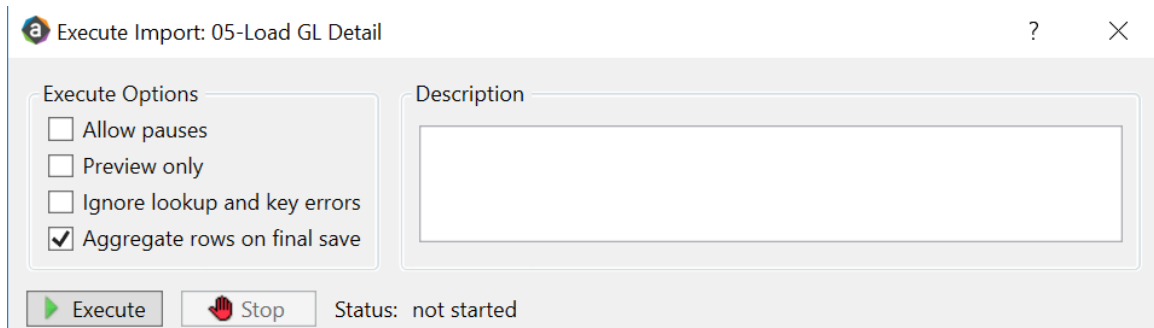 Execute Import: 05-Load GL Detail
?
Execute Options
Allow pauses
Preview only
Ignore lookup and key errors
Aggregate rows on final save
Description
Execute
Stop
Status: not started